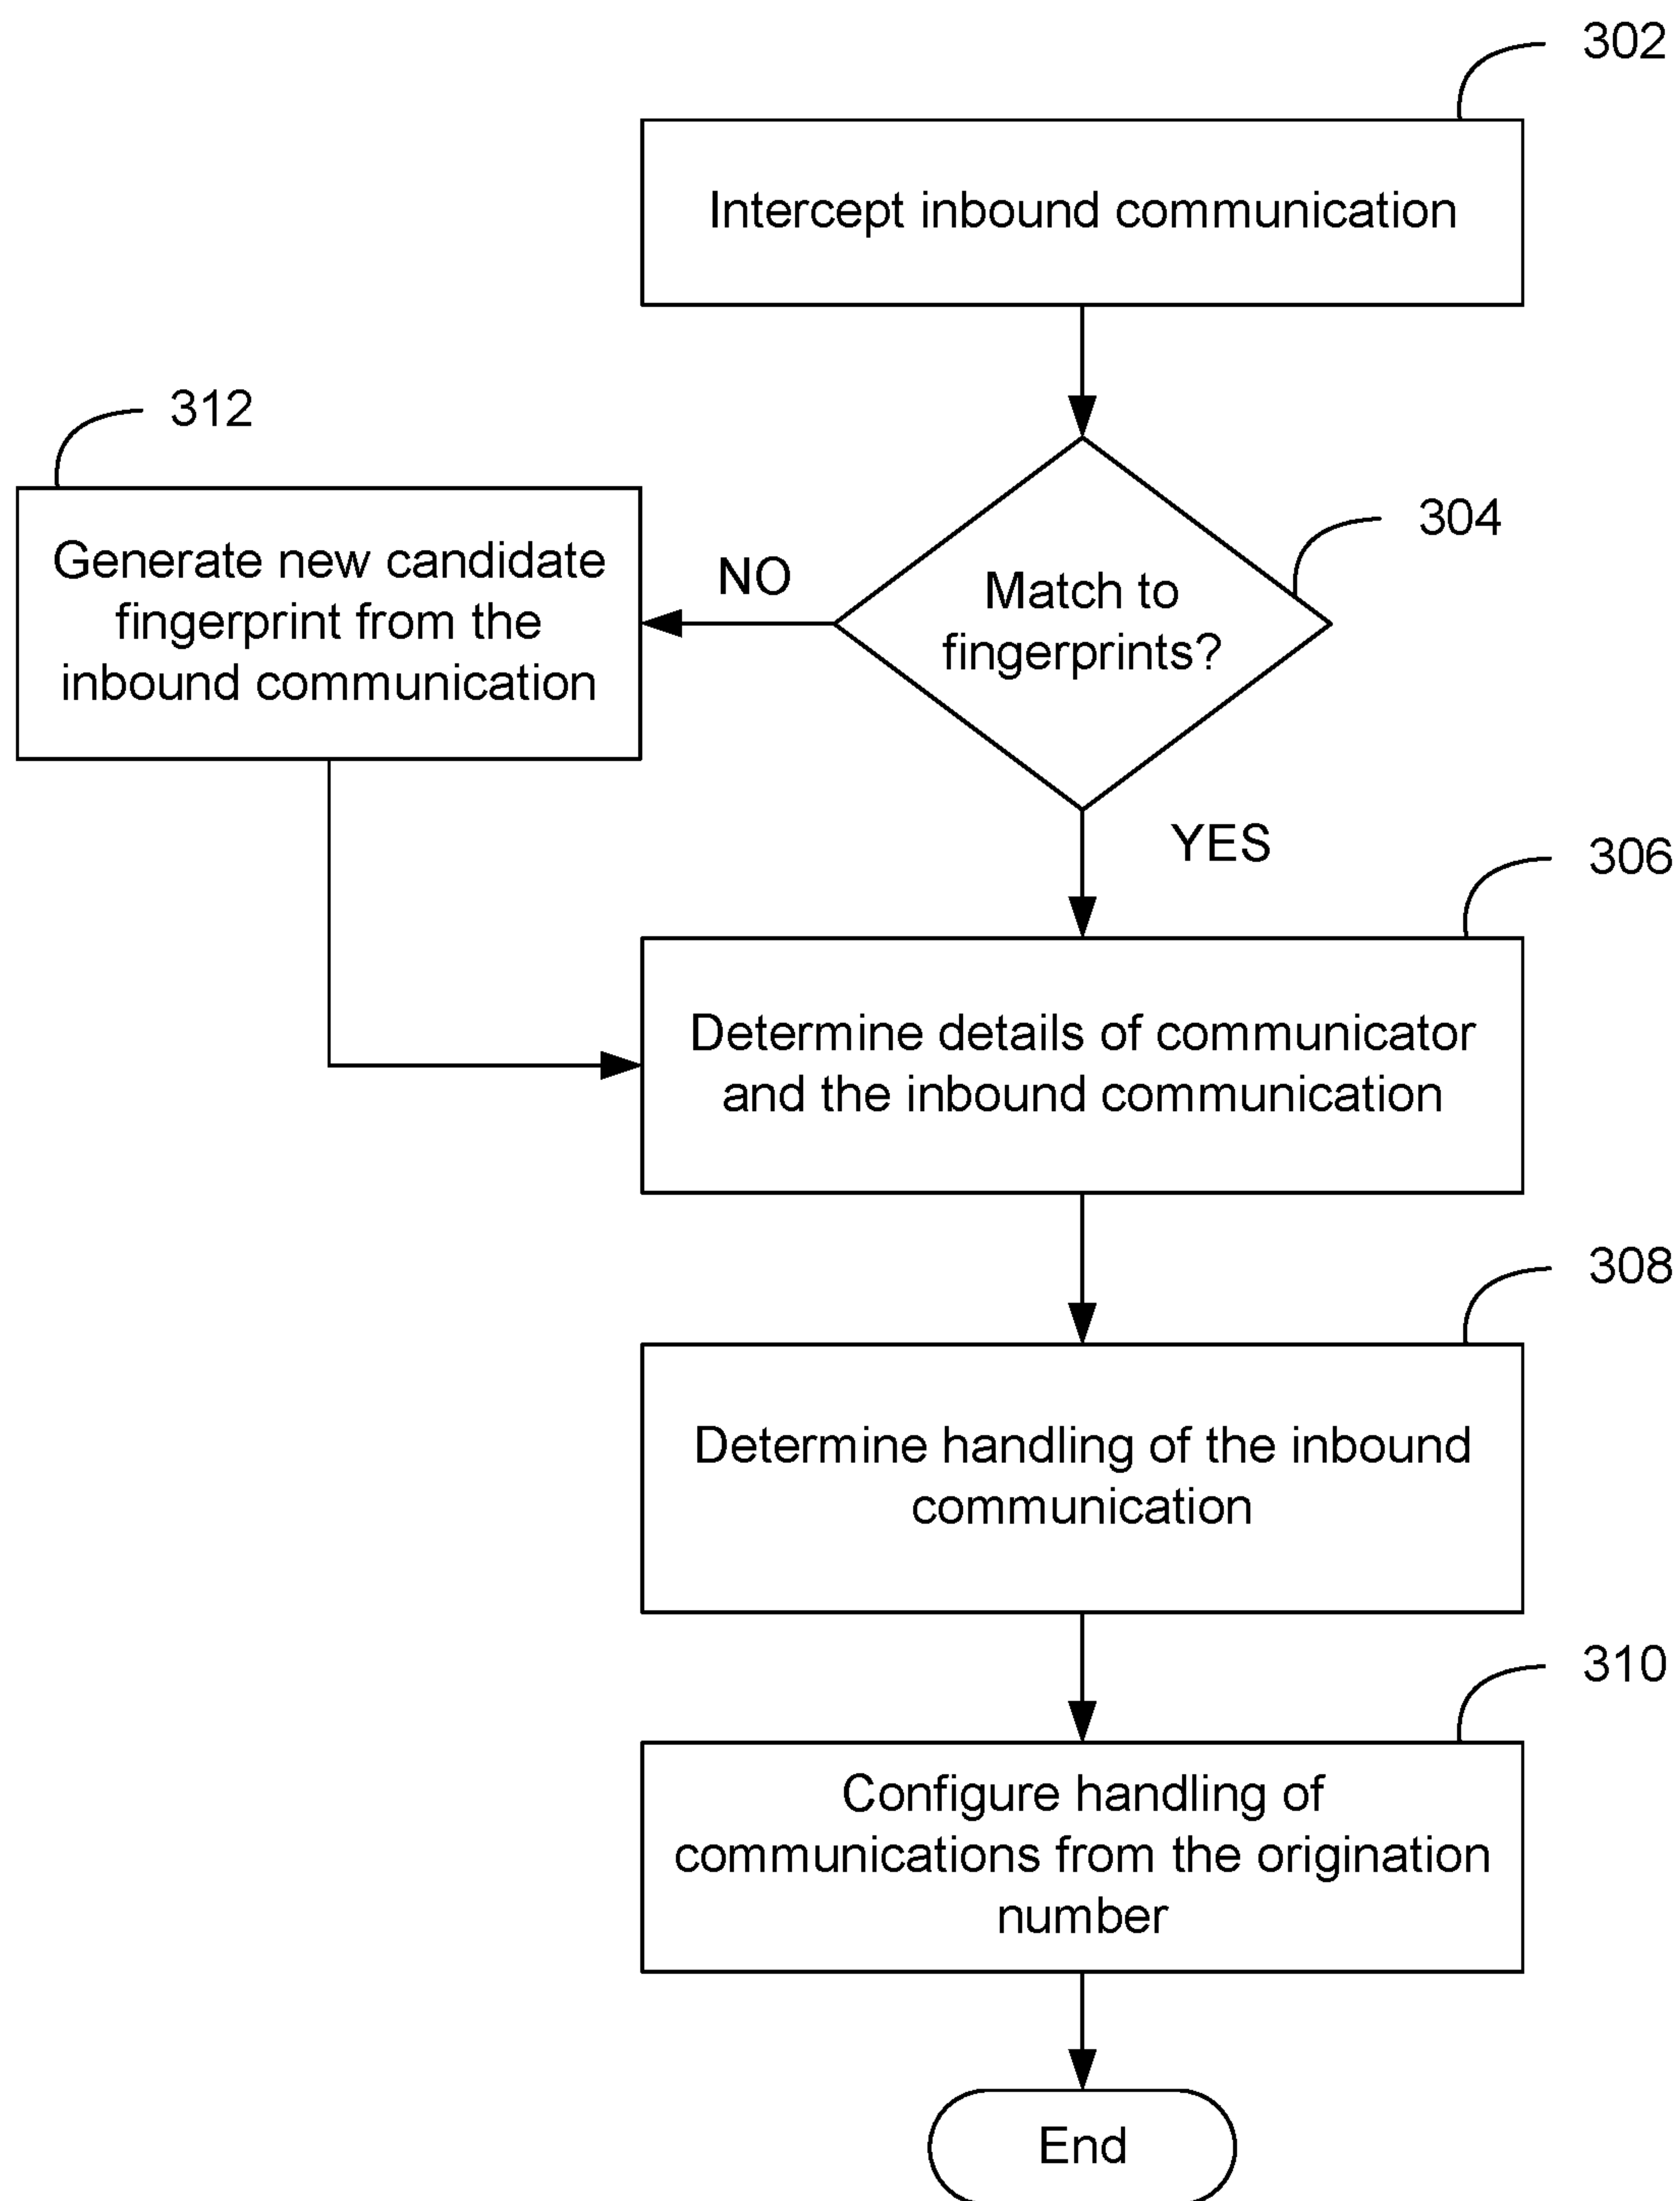 302
Intercept inbound communication
312
Generate new candidate
fingerprint from the
inbound communication
NO
304
Match to
fingerprints?
YES
306
Determine details of communicator
and the inbound communication
308
Determine handling of the inbound
communication
310
Configure handling of
communications from the origination
number
End